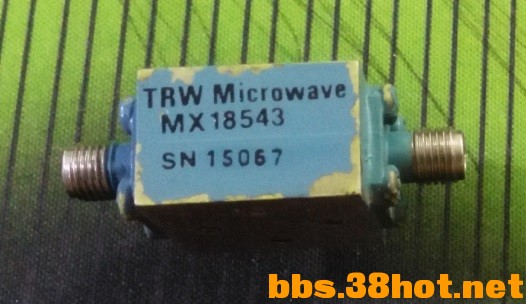 TRW Microwave
MX18543
SN 15067
bbs.38hot.net